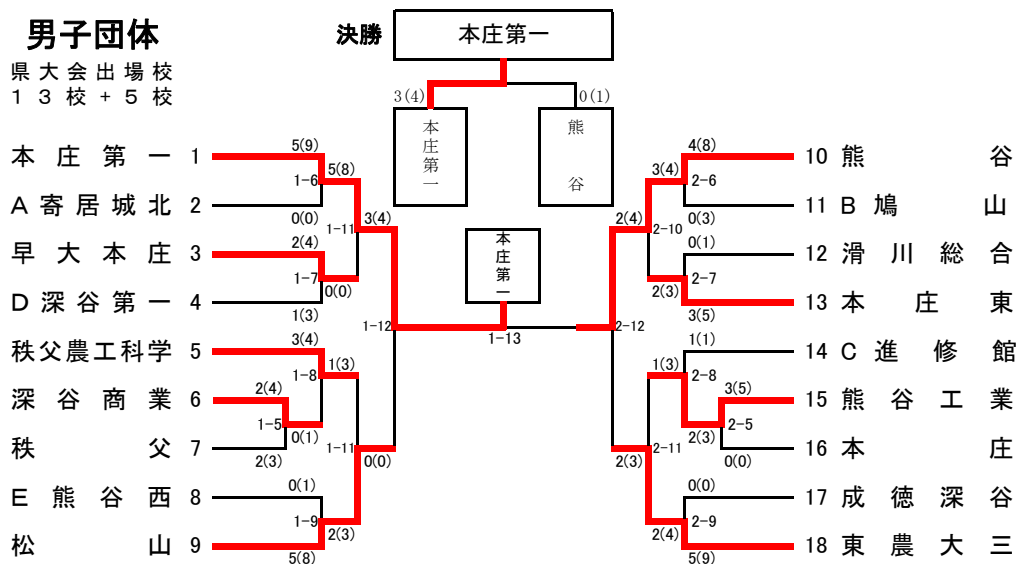 男子団体
県大会出場校
13校+5校
決勝 本庄第一
3(4) 0(1)
本庄第一
熊谷
本庄第一
1-13
本庄第一 1
A寄居城北 2
早大本庄 3
D深谷第一 4
秩父農工科学 5
深谷商業 6
秩父 7
E熊谷西 8
松山 9
5(9)
1-6
5(8)
0(0)
1-11
3(4)
2(4)
1-7
0(0)
1(3)
1-12
3(4)
1-8
1(3)
2(4)
1-5
0(1)
2(3)
1-11
0(0)
0(1)
1-9
2(3)
5(8)
10 熊谷
11 B鳩山
12 滑川総合
13 本庄東
14 C進修館
15 熊谷工業
16 本庄
17 成徳深谷
18 東農大三
4(8)
3(4)
2-6
0(3)
2(4)
2-10
0(1)
2-7
2(3)
3(5)
2-12
1(1)
1(3)
2-8
3(5)
2-5
2(3)
0(0)
2-11
2(3)
0(0)
2-9
2(4)
5(9)